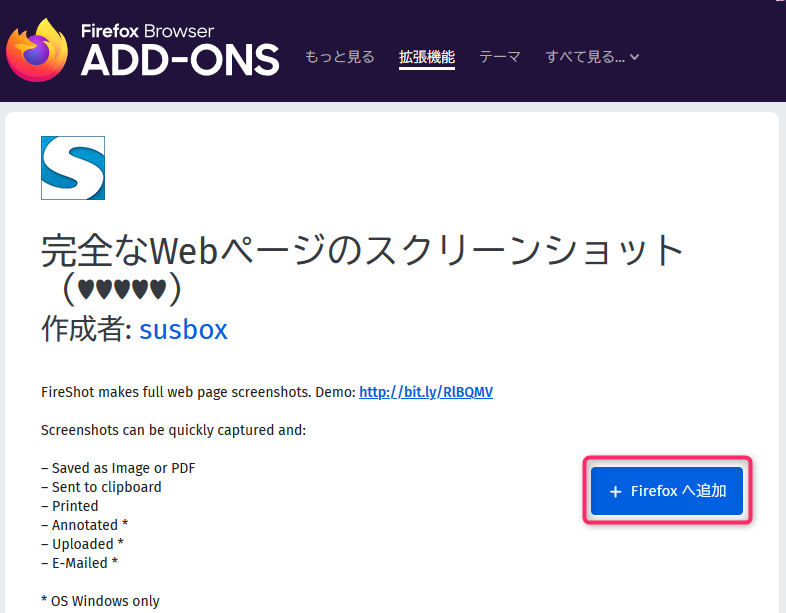 Firefox Browser
ADD-ONS
もっと見る 拡張機能 テーマ すべて見る...
完全なWebページのスクリーンショット
（♥♥♥♥♥）
作成者: susbox
FireShot makes full web page screenshots. Demo: http://bit.ly/RlBQMV
Screenshots can be quickly captured and:
– Saved as Image or PDF
– Sent to clipboard
– Printed
– Annotated *
– Uploaded *
– E-Mailed *
+ Firefox へ追加
* OS Windows only